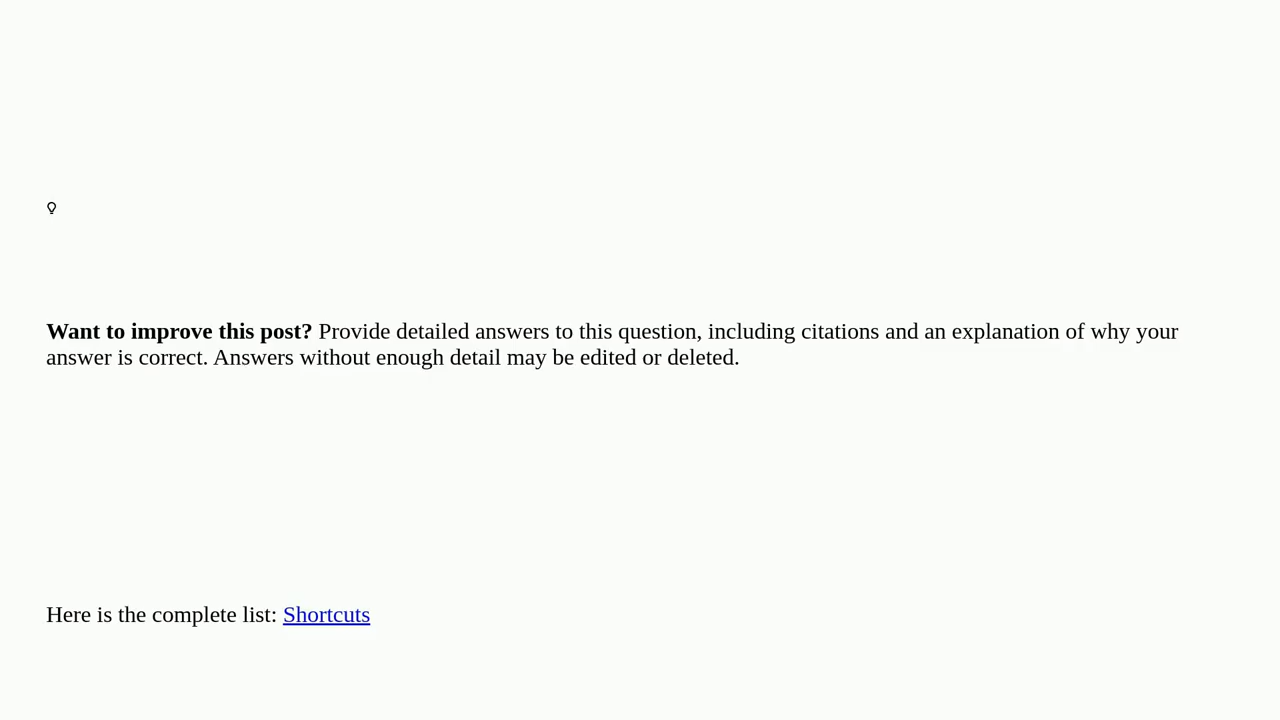 Want to improve this post? Provide detailed answers to this question, including citations and an explanation of why your
answer is correct. Answers without enough detail may be edited or deleted.
Here is the complete list: Shortcuts